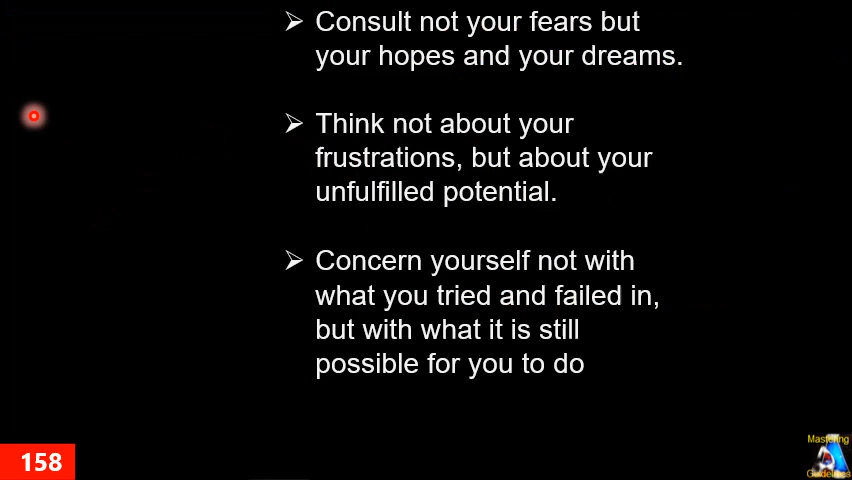 ➢ Consult not your fears but
your hopes and your dreams.
➢ Think not about your
frustrations, but about your
unfulfilled potential.
➢ Concern yourself not with
what you tried and failed in,
but with what it is still
possible for you to do
158
Mastering
Guidelines